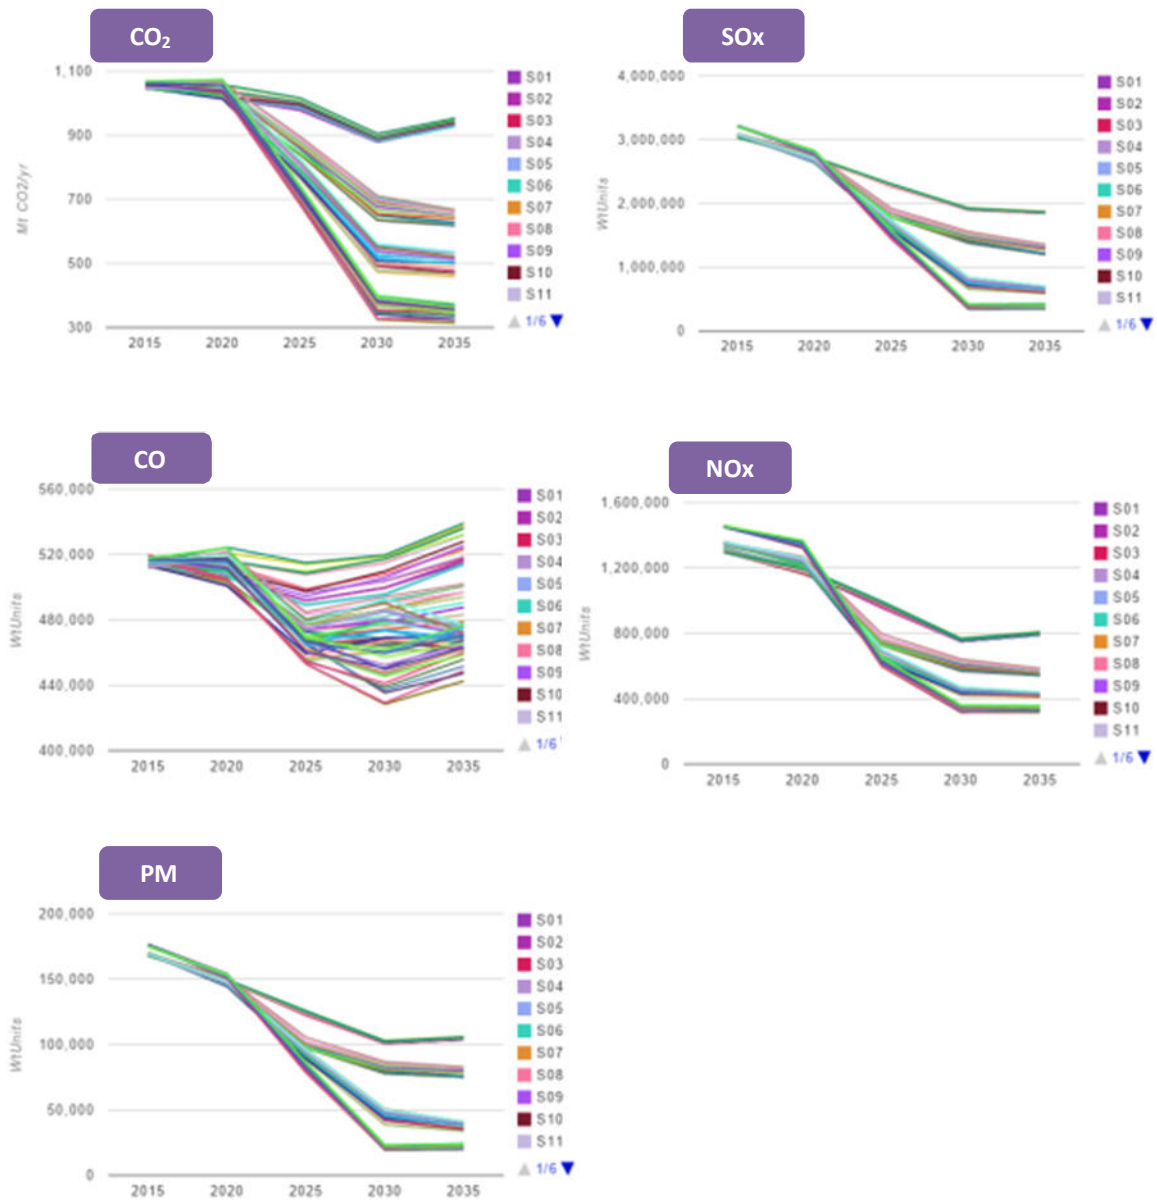 CO₂
1,100
900
700
500
300
Mt CO2/yr
2015 2020 2025 2030 2035
S01
S02
S03
S04
S05
S06
S07
S08
S09
S10
S11
1/6
SOx
4,000,000
3,000,000
2,000,000
1,000,000
0
WtUnits
2015 2020 2025 2030 2035
S01
S02
S03
S04
S05
S06
S07
S08
S09
S10
S11
1/6
CO
560,000
520,000
480,000
440,000
400,000
WtUnits
2015 2020 2025 2030 2035
S01
S02
S03
S04
S05
S06
S07
S08
S09
S10
S11
1/6
NOx
1,600,000
1,200,000
800,000
400,000
0
WtUnits
2015 2020 2025 2030 2035
S01
S02
S03
S04
S05
S06
S07
S08
S09
S10
S11
1/6
PM
200,000
150,000
100,000
50,000
0
WtUnits
2015 2020 2025 2030 2035
S01
S02
S03
S04
S05
S06
S07
S08
S09
S10
S11
1/6